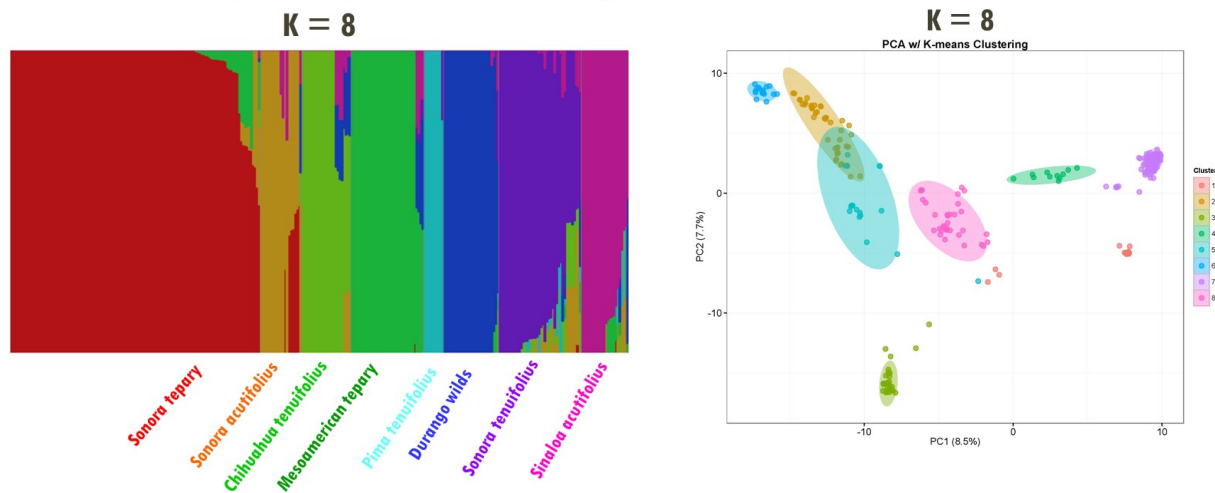 K = 8
Sonora tepary
Sonora acutifolius
Chihuahua tenuifolius
Mesoamerican tepary
Pima tenuifolius
Durango wilds
Sonora tenuifolius
Sinaloa acutifolius
K = 8
PCA w/ K-means Clustering
10
0
-10
PC2 (7.7%)
-10
0
10
PC1 (8.5%)
Cluster
1
2
3
4
5
6
7
8